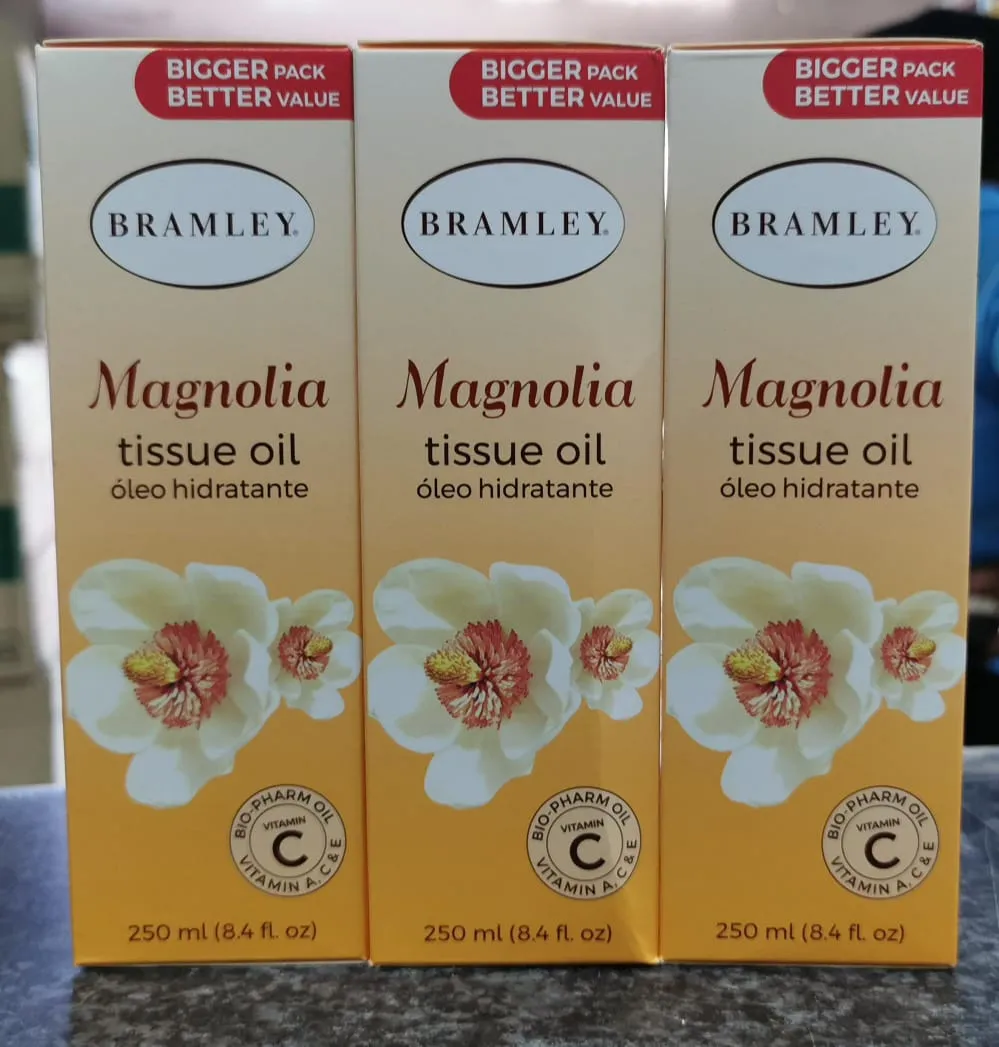 BIGGER PACK
BETTER VALUE
BRAMLEY®
Magnolia
tissue oil
óleo hidratante
BIO-PHARM OIL
VITAMIN
C
VITAMIN A, C & E
250 ml (8.4 fl. oz)
BIGGER PACK
BETTER VALUE
BRAMLEY®
Magnolia
tissue oil
óleo hidratante
BIO-PHARM OIL
VITAMIN
C
VITAMIN A, C & E
250 ml (8.4 fl. oz)
BIGGER PACK
BETTER VALUE
BRAMLEY®
Magnolia
tissue oil
óleo hidratante
BIO-PHARM OIL
VITAMIN
C
VITAMIN A, C & E
250 ml (8.4 fl. oz)